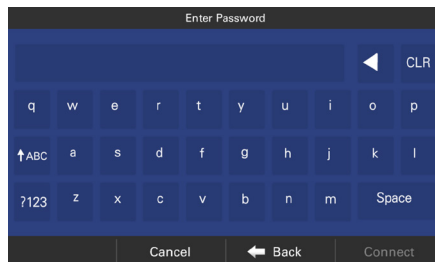 Enter Password
CLR
q w e r t y u i o p
ABC a s d f g h j k l
?123 z x c v b n m Space
Cancel Back Connect